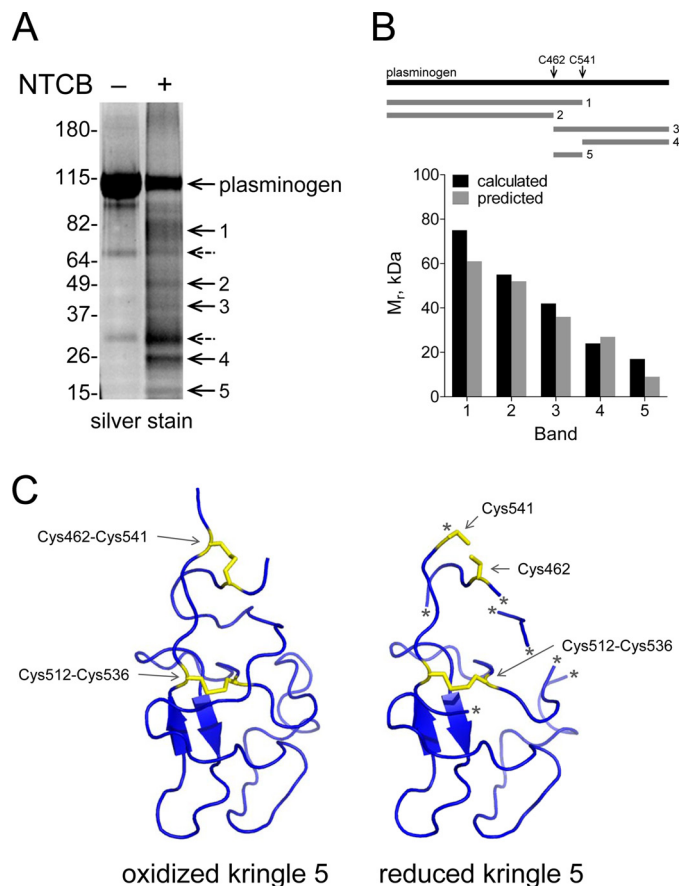 A
NTCB – +
180-
115-
82-
64-
49-
37-
26-
15-
plasminogen
1
2
3
4
5
silver stain
B
C462 C541
plasminogen
1
2
3
4
5
calculated
predicted
Mr, kDa
100
80
60
40
20
0
1 2 3 4 5
Band
C
Cys462-Cys541
Cys512-Cys536
oxidized kringle 5
* Cys541
Cys462
*
*
*
Cys512-Cys536
*
*
*
reduced kringle 5